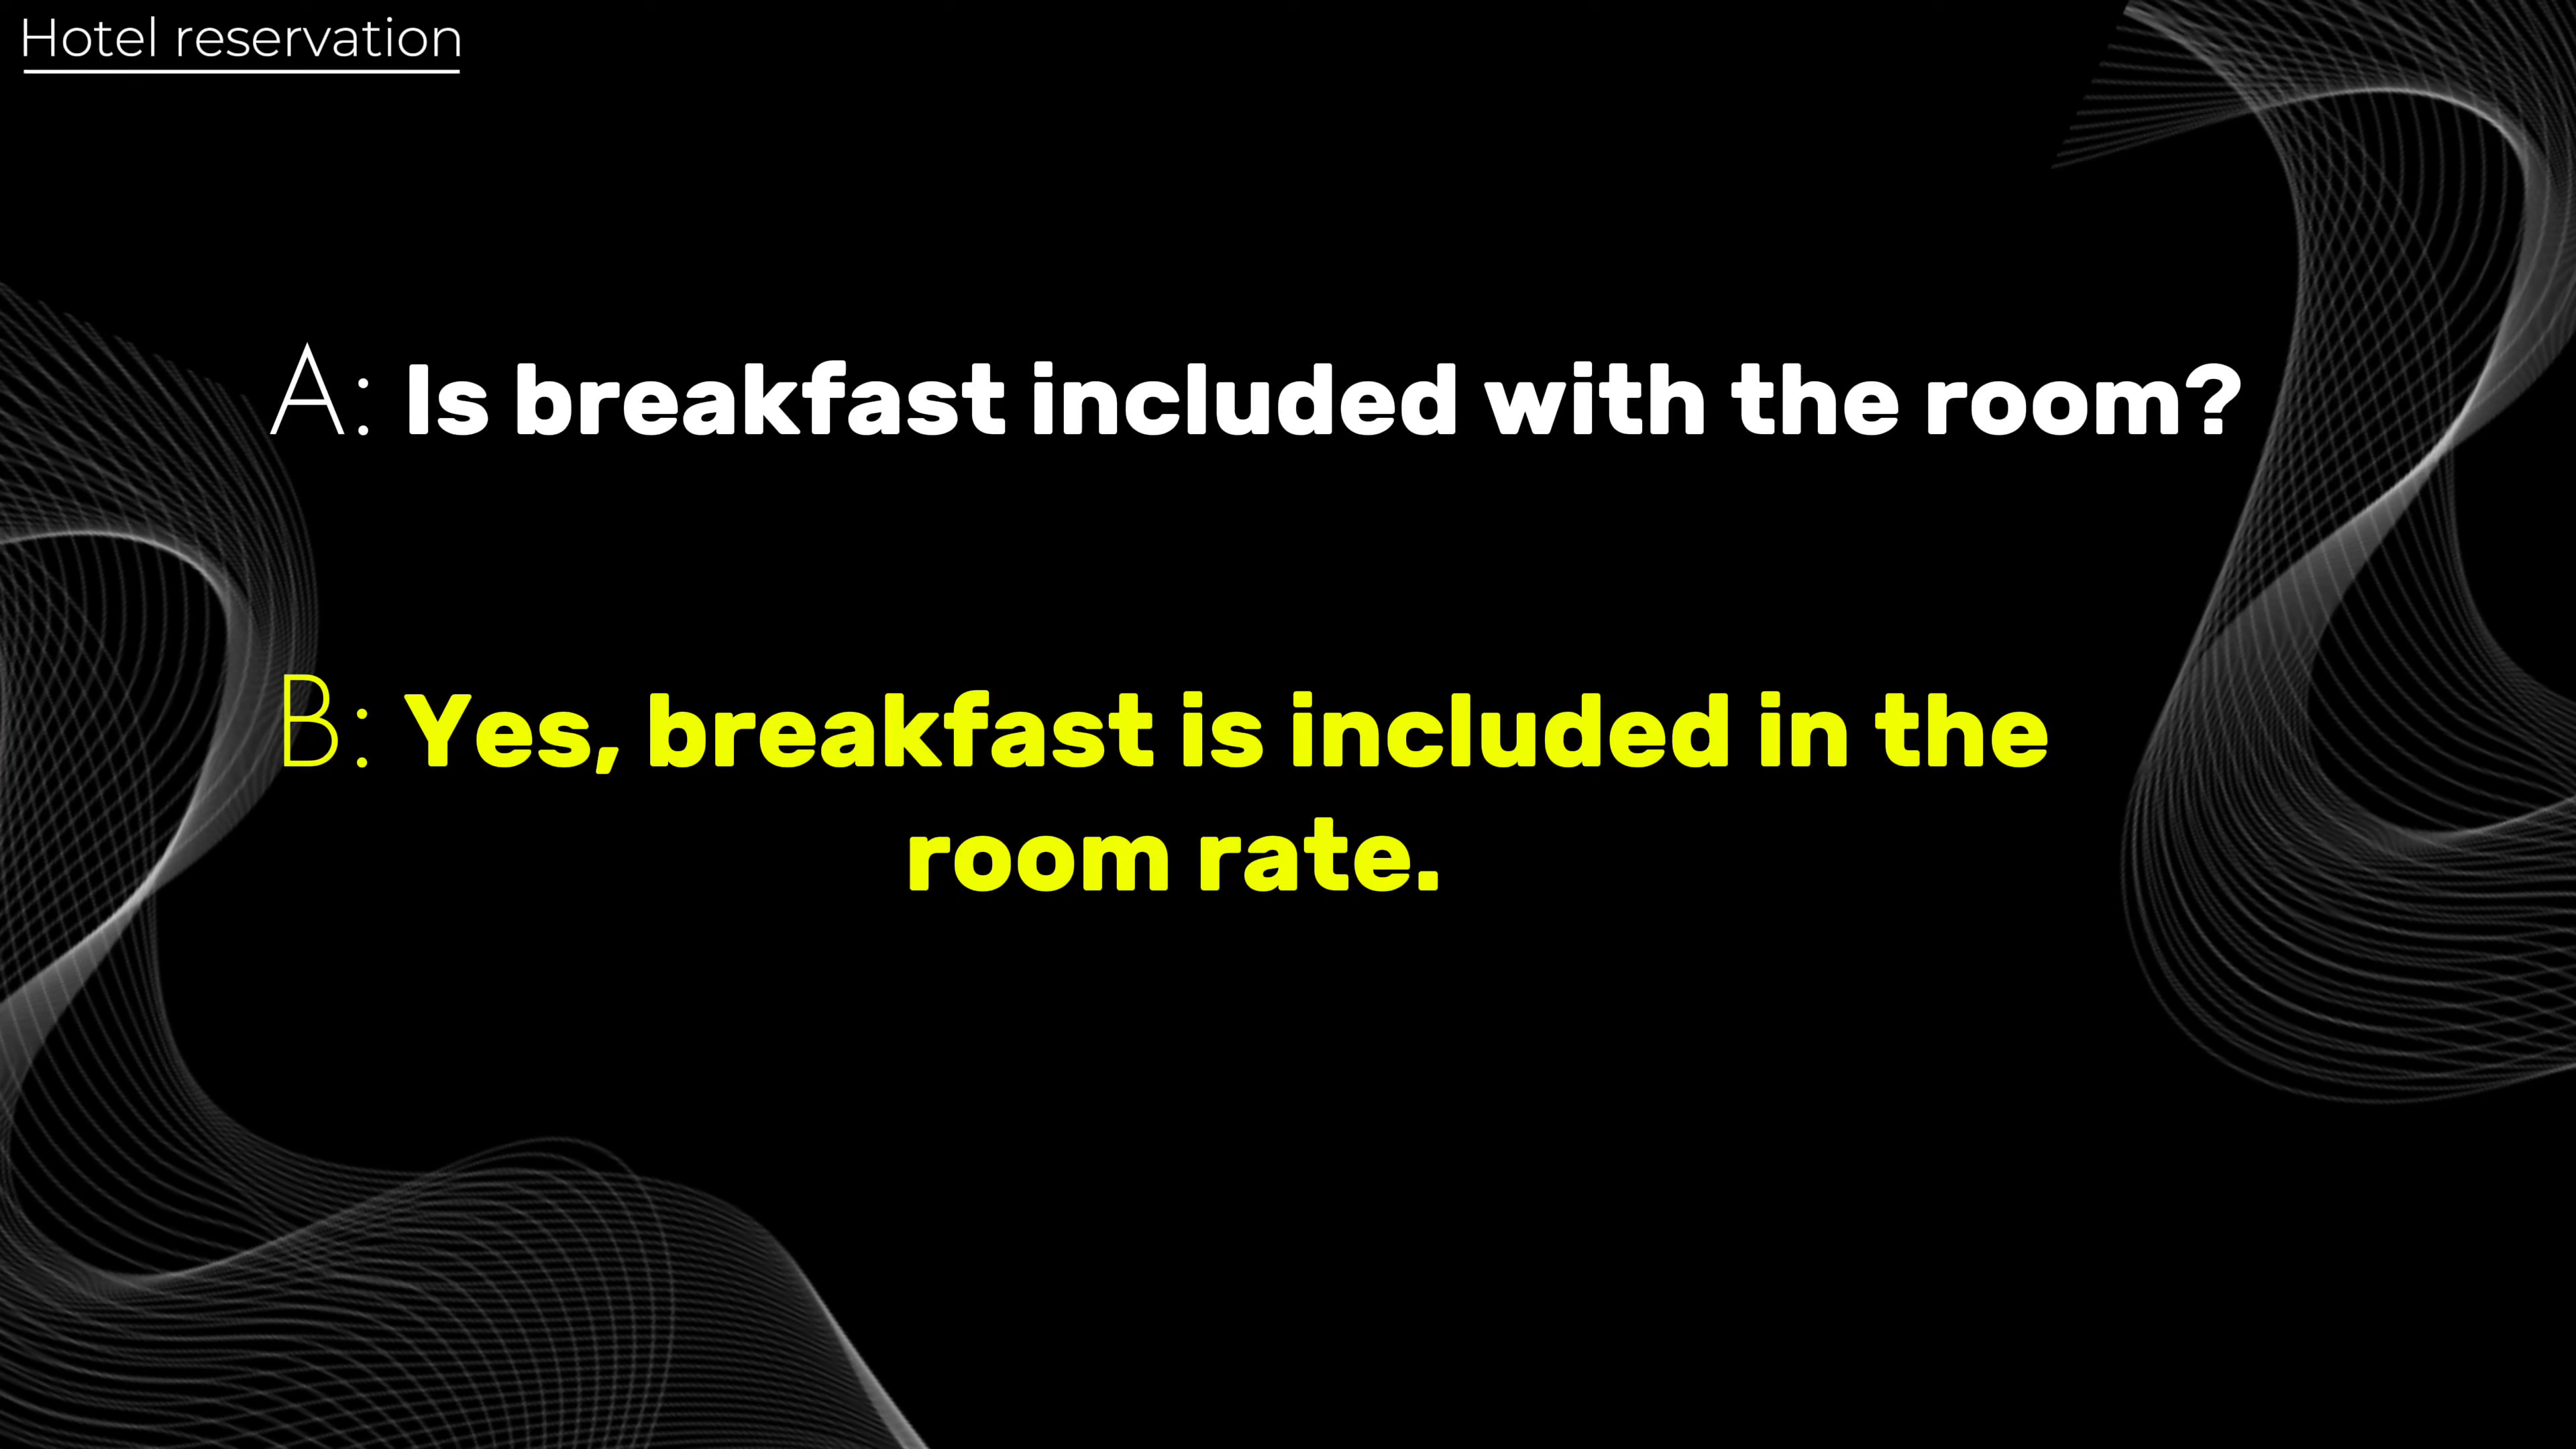 Hotel reservation
A: Is breakfast included with the room?
B: Yes, breakfast is included in the
room rate.